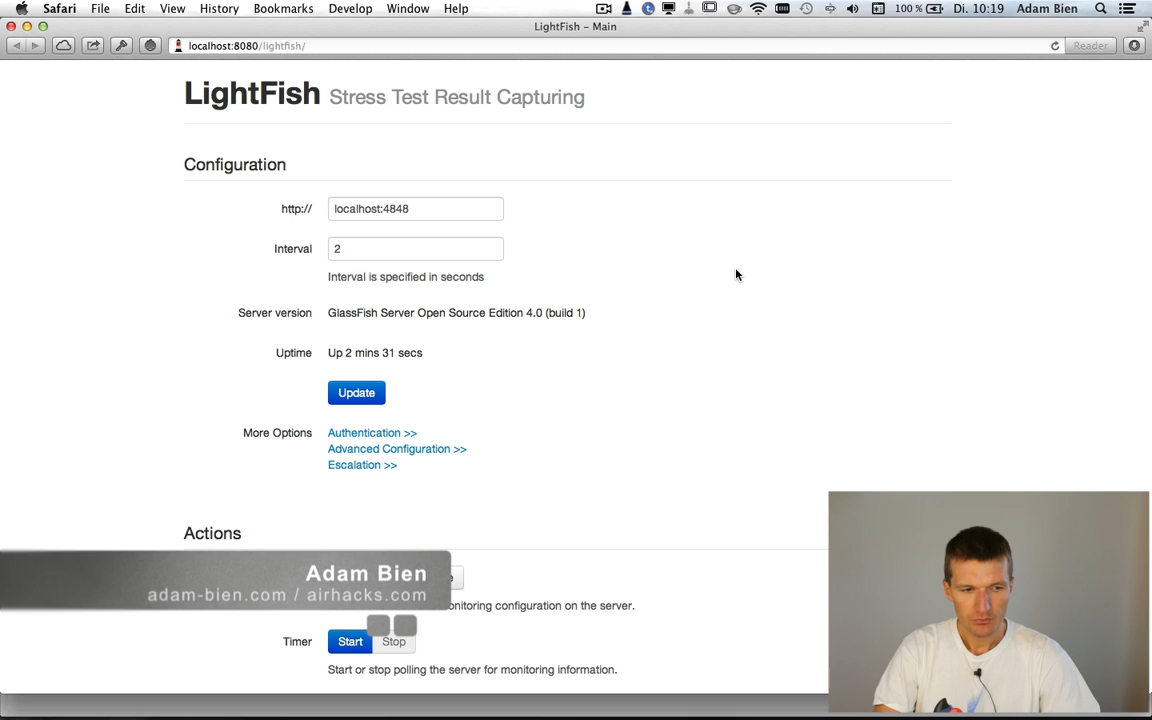 Safari File Edit View History Bookmarks Develop Window Help 100 % Di. 10:19 Adam Bien
LightFish – Main
localhost:8080/lightfish/ Reader
LightFish Stress Test Result Capturing
Configuration
http:// localhost:4848
Interval 2
Interval is specified in seconds
Server version GlassFish Server Open Source Edition 4.0 (build 1)
Uptime Up 2 mins 31 secs
Update
More Options Authentication >>
Advanced Configuration >>
Escalation >>
Actions
Adam Bien
adam-bien.com / airhacks.com
onitoring configuration on the server.
Timer Start Stop
Start or stop polling the server for monitoring information.